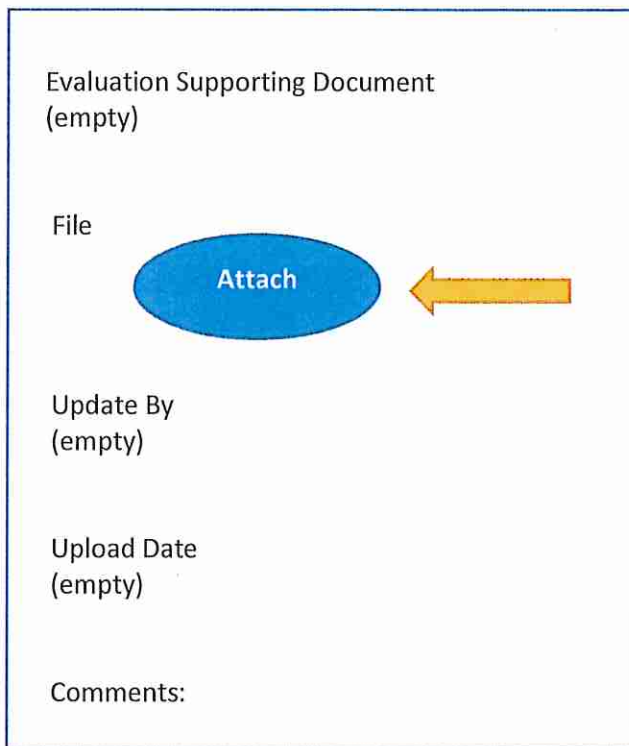 Evaluation Supporting Document
(empty)
File
Attach
Update By
(empty)
Upload Date
(empty)
Comments: